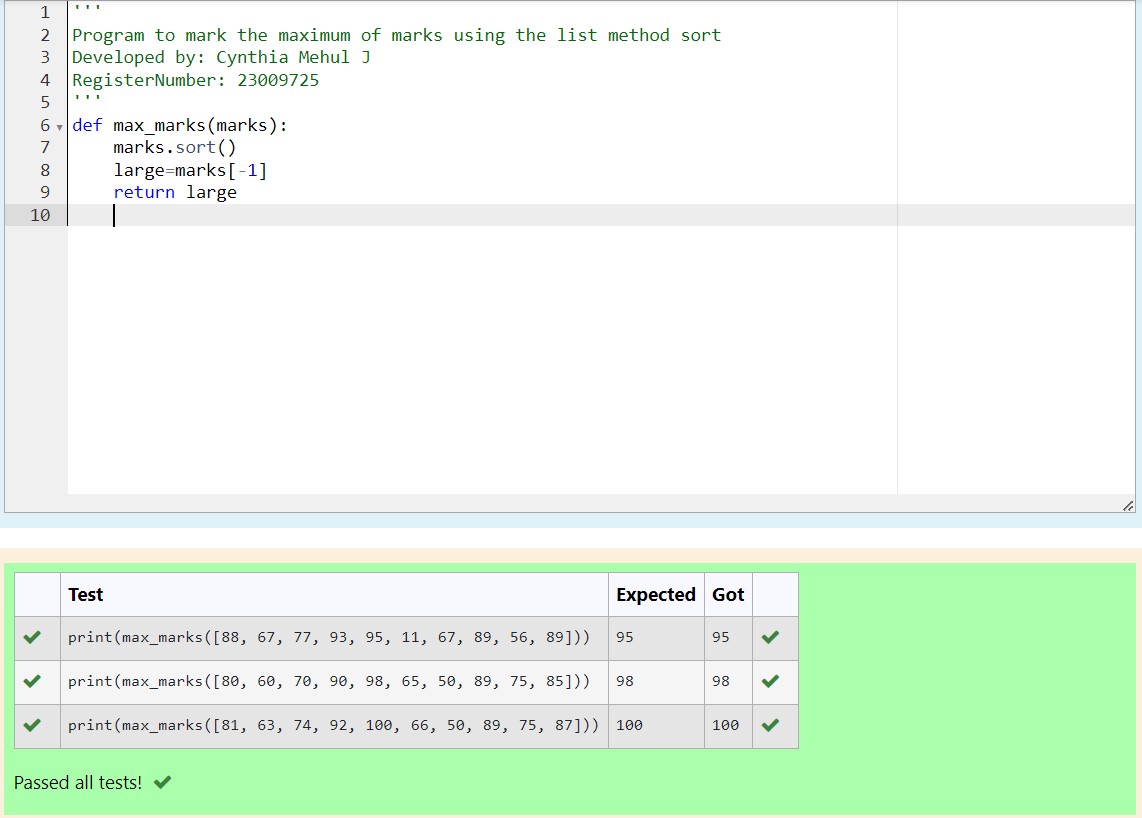 1 '''
2 Program to mark the maximum of marks using the list method sort
3 Developed by: Cynthia Mehul J
4 RegisterNumber: 23009725
5 '''
6 def max_marks(marks):
7     marks.sort()
8     large=marks[-1]
9     return large
10
Test Expected Got
print(max_marks([88, 67, 77, 93, 95, 11, 67, 89, 56, 89])) 95 95
print(max_marks([80, 60, 70, 90, 98, 65, 50, 89, 75, 85])) 98 98
print(max_marks([81, 63, 74, 92, 100, 66, 50, 89, 75, 87])) 100 100
Passed all tests!